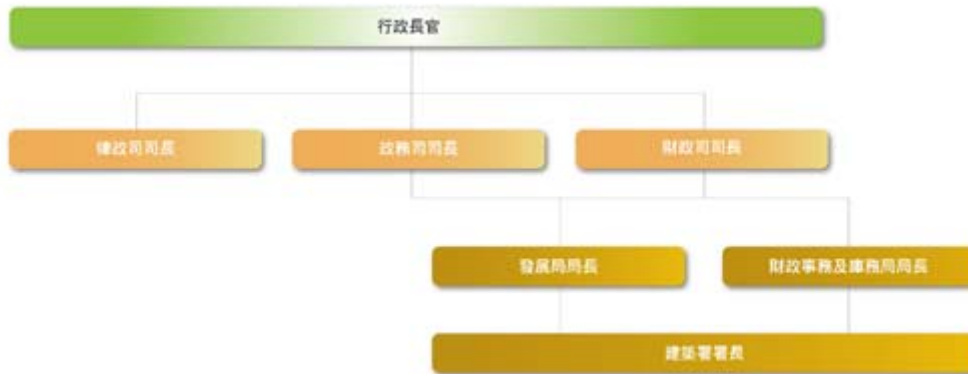 行政長官
律政司司長
政務司司長
財政司司長
發展局局長
財政事務及庫務局局長
建築署署長